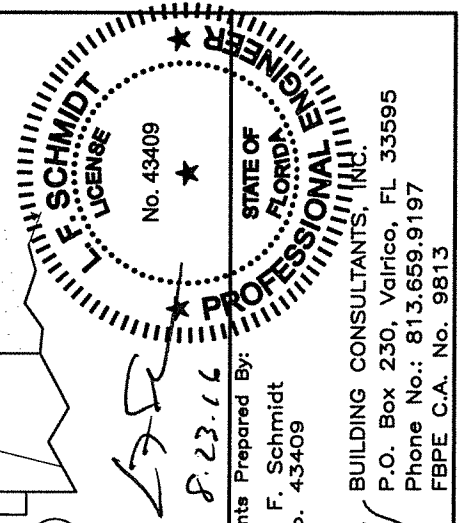 L. F. SCHMIDT
LICENSE
No. 43409
STATE OF
FLORIDA
PROFESSIONAL ENGINEER
8.23.16
Prepared By:
F. Schmidt
43409
BUILDING CONSULTANTS, INC.
P.O. Box 230, Valrico, FL 33595
Phone No.: 813.659.9197
FBPE C.A. No. 9813